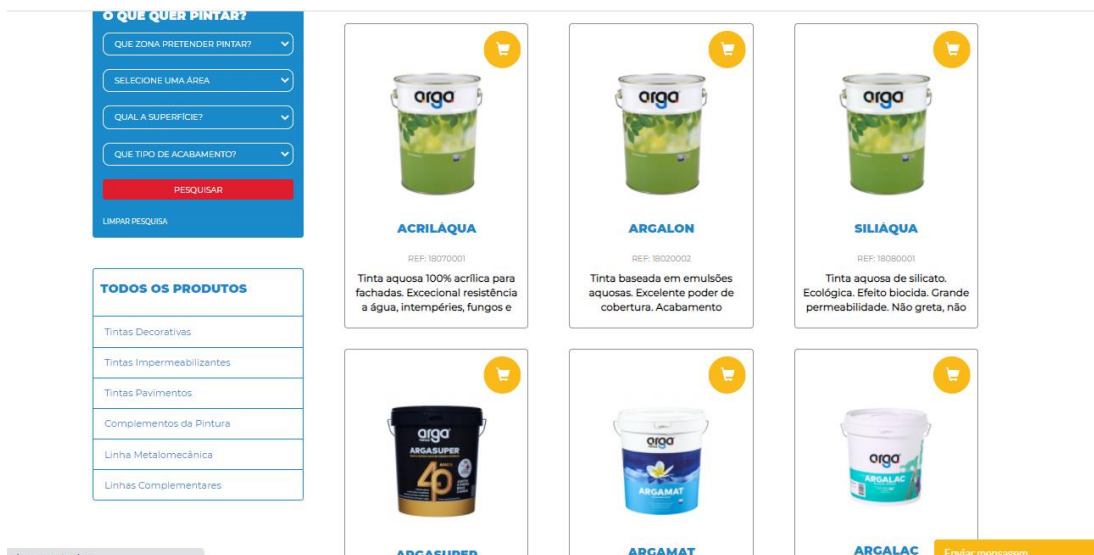 O QUE QUER PINTAR?
QUE ZONA PRETENDER PINTAR?
SELECIONE UMA ÁREA
QUAL A SUPERFÍCIE?
QUE TIPO DE ACABAMENTO?
PESQUISAR
LIMPAR PESQUISA
TODOS OS PRODUTOS
Tintas Decorativas
Tintas Impermeabilizantes
Tintas Pavimentos
Complementos da Pintura
Linha Metalomecânica
Linhas Complementares
arga
ACRILÁQUA
REF: 18070001
Tinta aquosa 100% acrílica para
fachadas. Excecional resistência
a água, intempéries, fungos e
arga
ARGALON
REF: 18020002
Tinta baseada em emulsões
aquosas. Excelente poder de
cobertura. Acabamento
arga
SILIÁQUA
REF: 18080001
Tinta aquosa de silicato.
Ecológica. Efeito biocida. Grande
permeabilidade. Não greta, não
arga
ARGASUPER
40
ANOS
ARGASUPER
arga
ARGAMAT
ARGAMAT
arga
ARGALAC
ARGALAC
Enviar mensagem